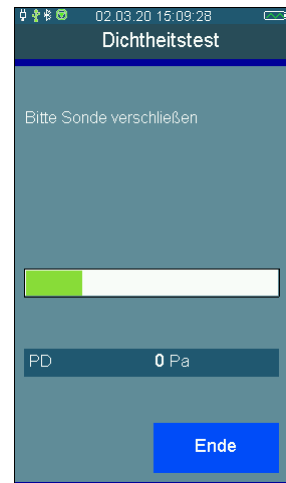 02.03.20 15:09:28
Dichtheitstest
Bitte Sonde verschließen
PD 0 Pa
Ende